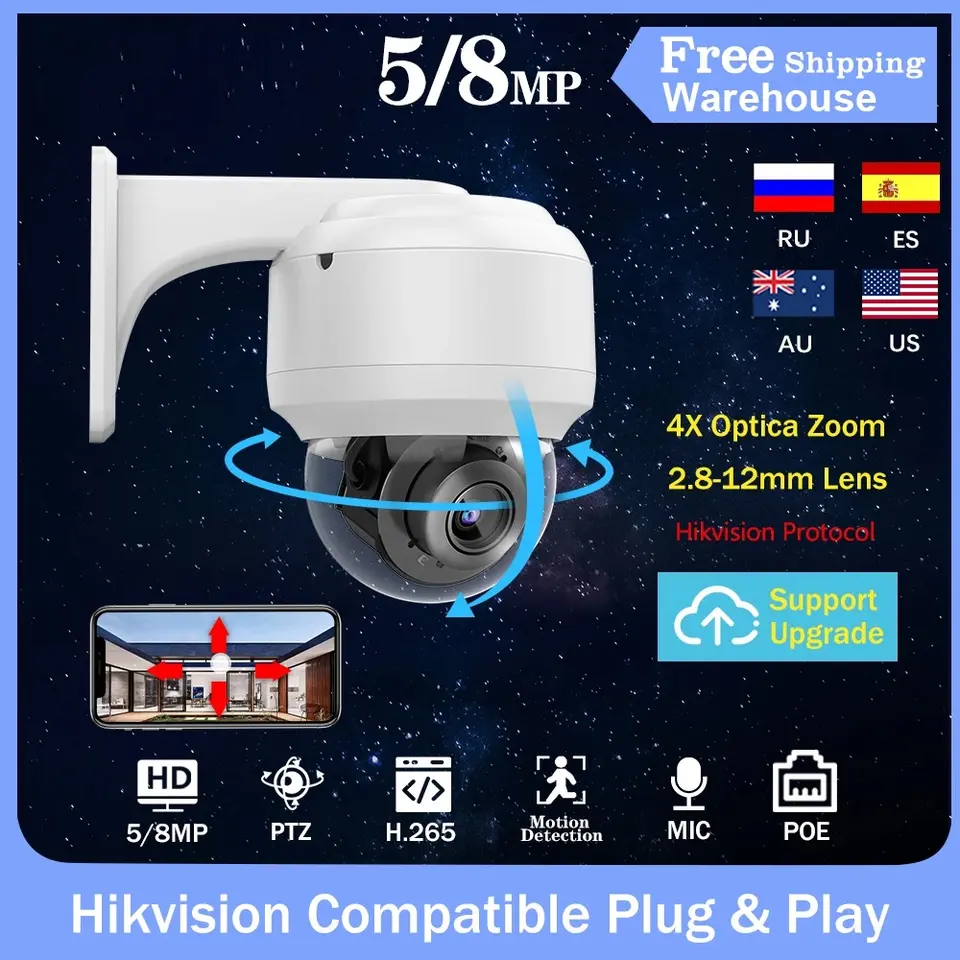 5/8MP
Free Shipping
Warehouse
RU
ES
AU
US
4X Optica Zoom
2.8-12mm Lens
Hikvision Protocol
Support
Upgrade
HD
5/8MP
PTZ
</>
H.265
Motion
Detection
MIC
POE
Hikvision Compatible Plug & Play